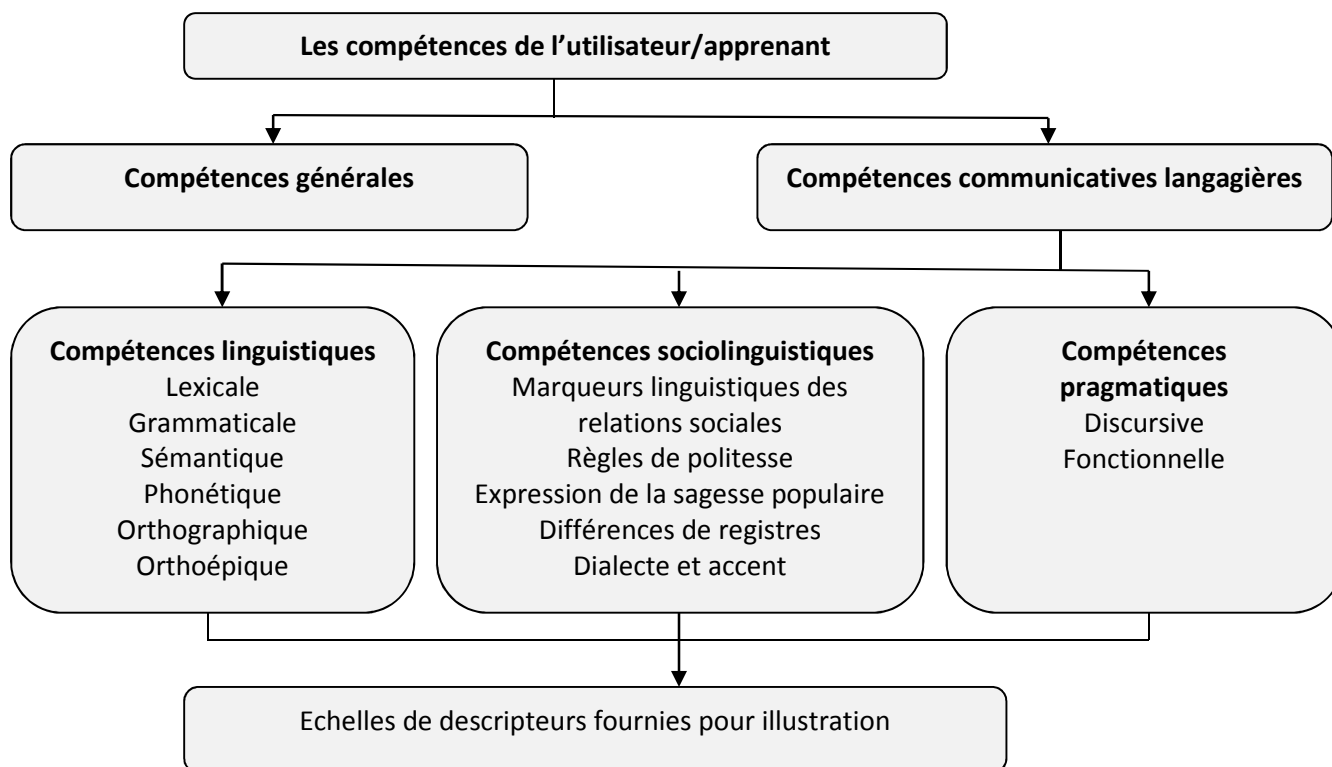 Les compétences de l’utilisateur/apprenant
Compétences générales
Compétences communicatives langagières
Compétences linguistiques
Lexicale
Grammaticale
Sémantique
Phonétique
Orthographique
Orthoépique
Compétences sociolinguistiques
Marqueurs linguistiques des
relations sociales
Règles de politesse
Expression de la sagesse populaire
Différences de registres
Dialecte et accent
Compétences
pragmatiques
Discursive
Fonctionnelle
Echelles de descripteurs fournies pour illustration